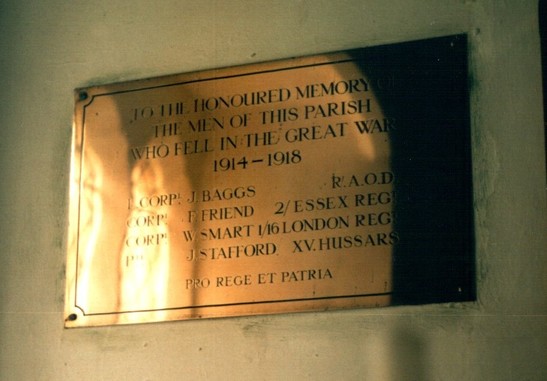 TO THE HONOURED MEMORY OF
THE MEN OF THIS PARISH
WHO FELL IN THE GREAT WAR
1914-1918
L. CORPL. J. BAGGS R.A.O.D.
CORPL. F. FRIEND 2/ESSEX REGT
CORPL. W. SMART 1/16 LONDON REGT
J. STAFFORD. XV. HUSSARS
PRO REGE ET PATRIA